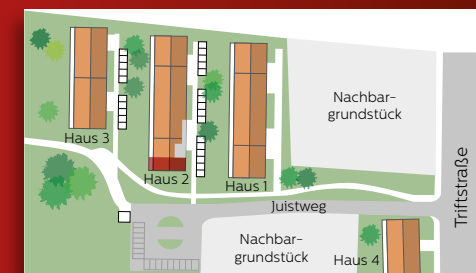 Haus 3
Haus 2
Haus 1
Nachbar-
grundstück
Juistweg
Nachbar-
grundstück
Haus 4
Triftstraße